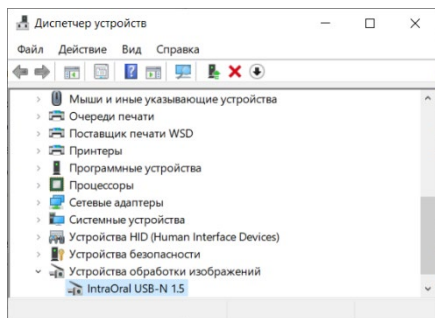 Диспетчер устройств
Файл Действие Вид Справка
Мыши и иные указывающие устройства
Очереди печати
Поставщик печати WSD
Принтеры
Программные устройства
Процессоры
Сетевые адаптеры
Системные устройства
Устройства HID (Human Interface Devices)
Устройства безопасности
Устройства обработки изображений
IntraOral USB-N 1.5